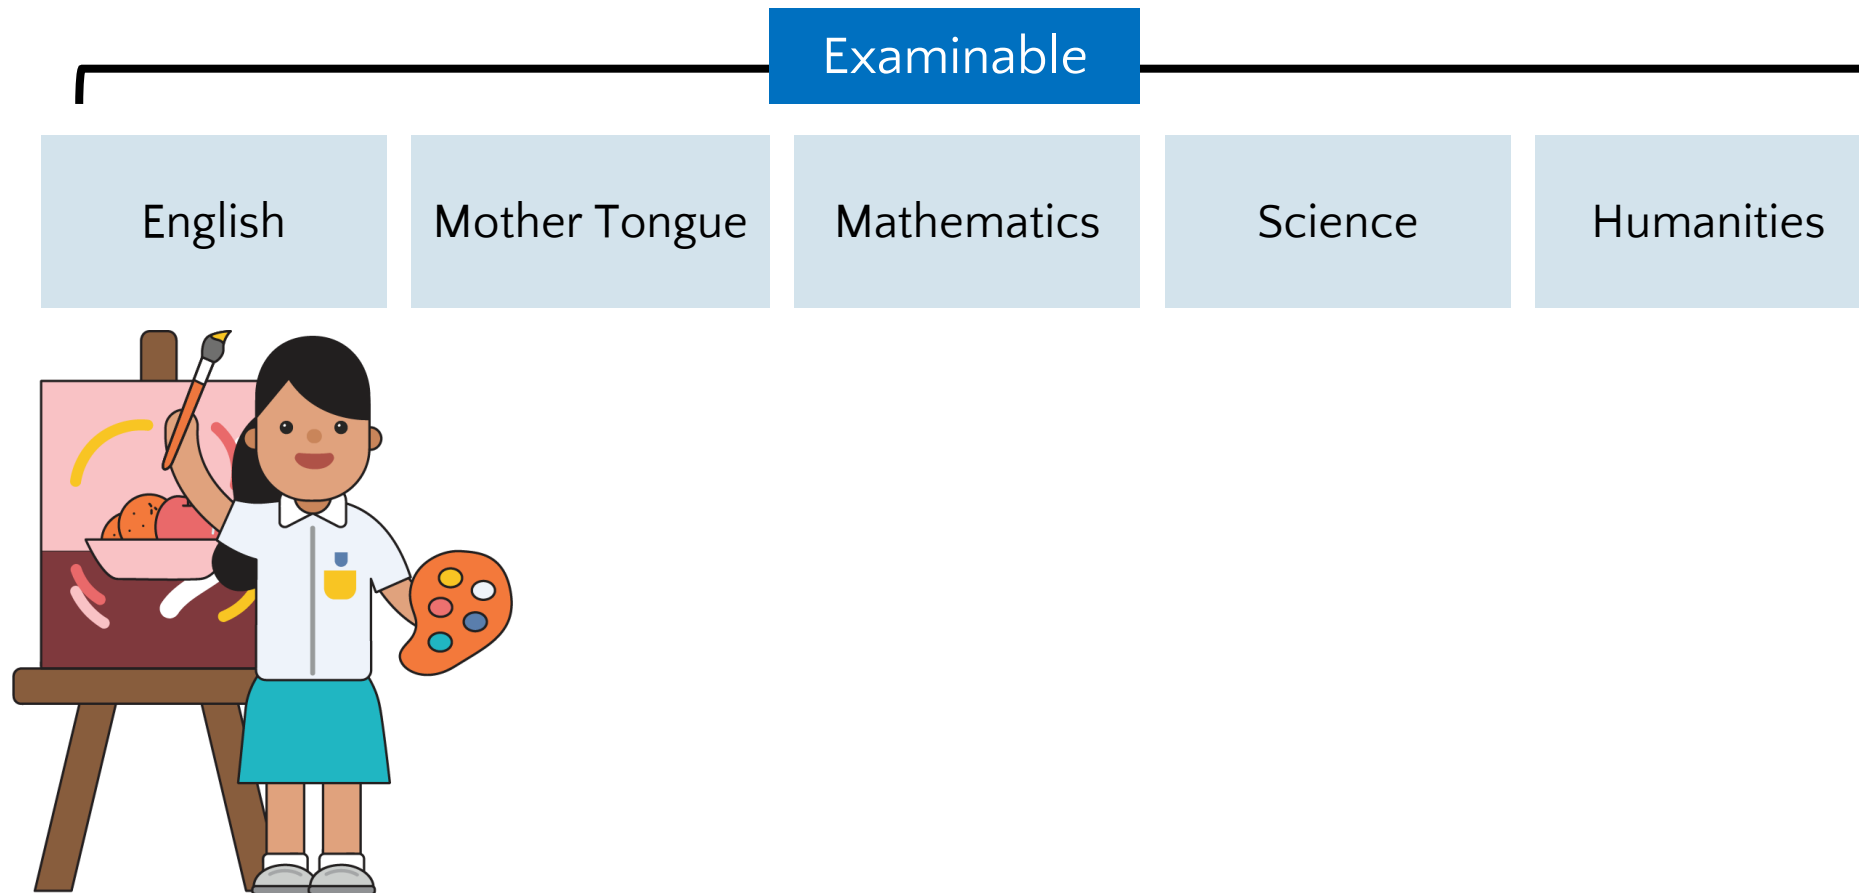 Examinable
English
Mother Tongue
Mathematics
Science
Humanities